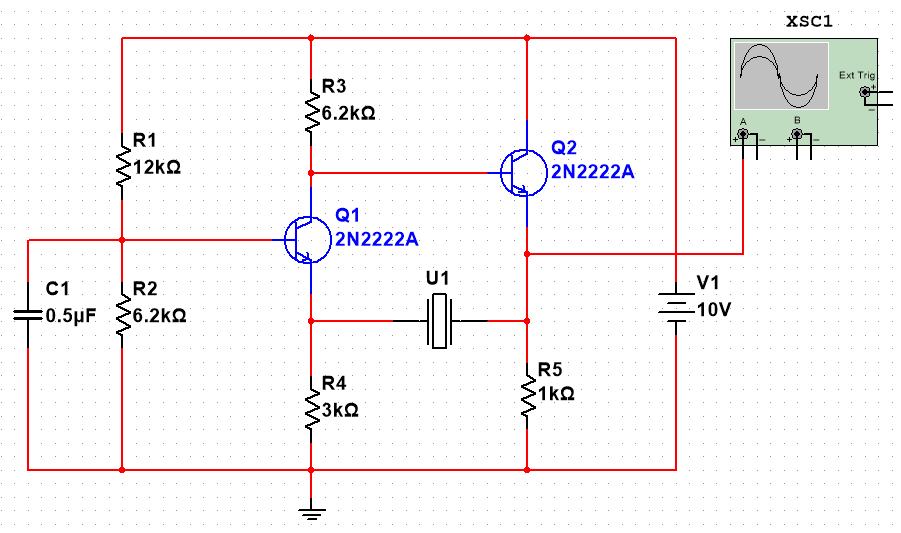 XSC1
Ext Trig
+
−
A
B
+ −
+ −
R3
6.2kΩ
R1
12kΩ
Q2
2N2222A
Q1
2N2222A
U1
C1
0.5µF
R2
6.2kΩ
V1
10V
R4
3kΩ
R5
1kΩ